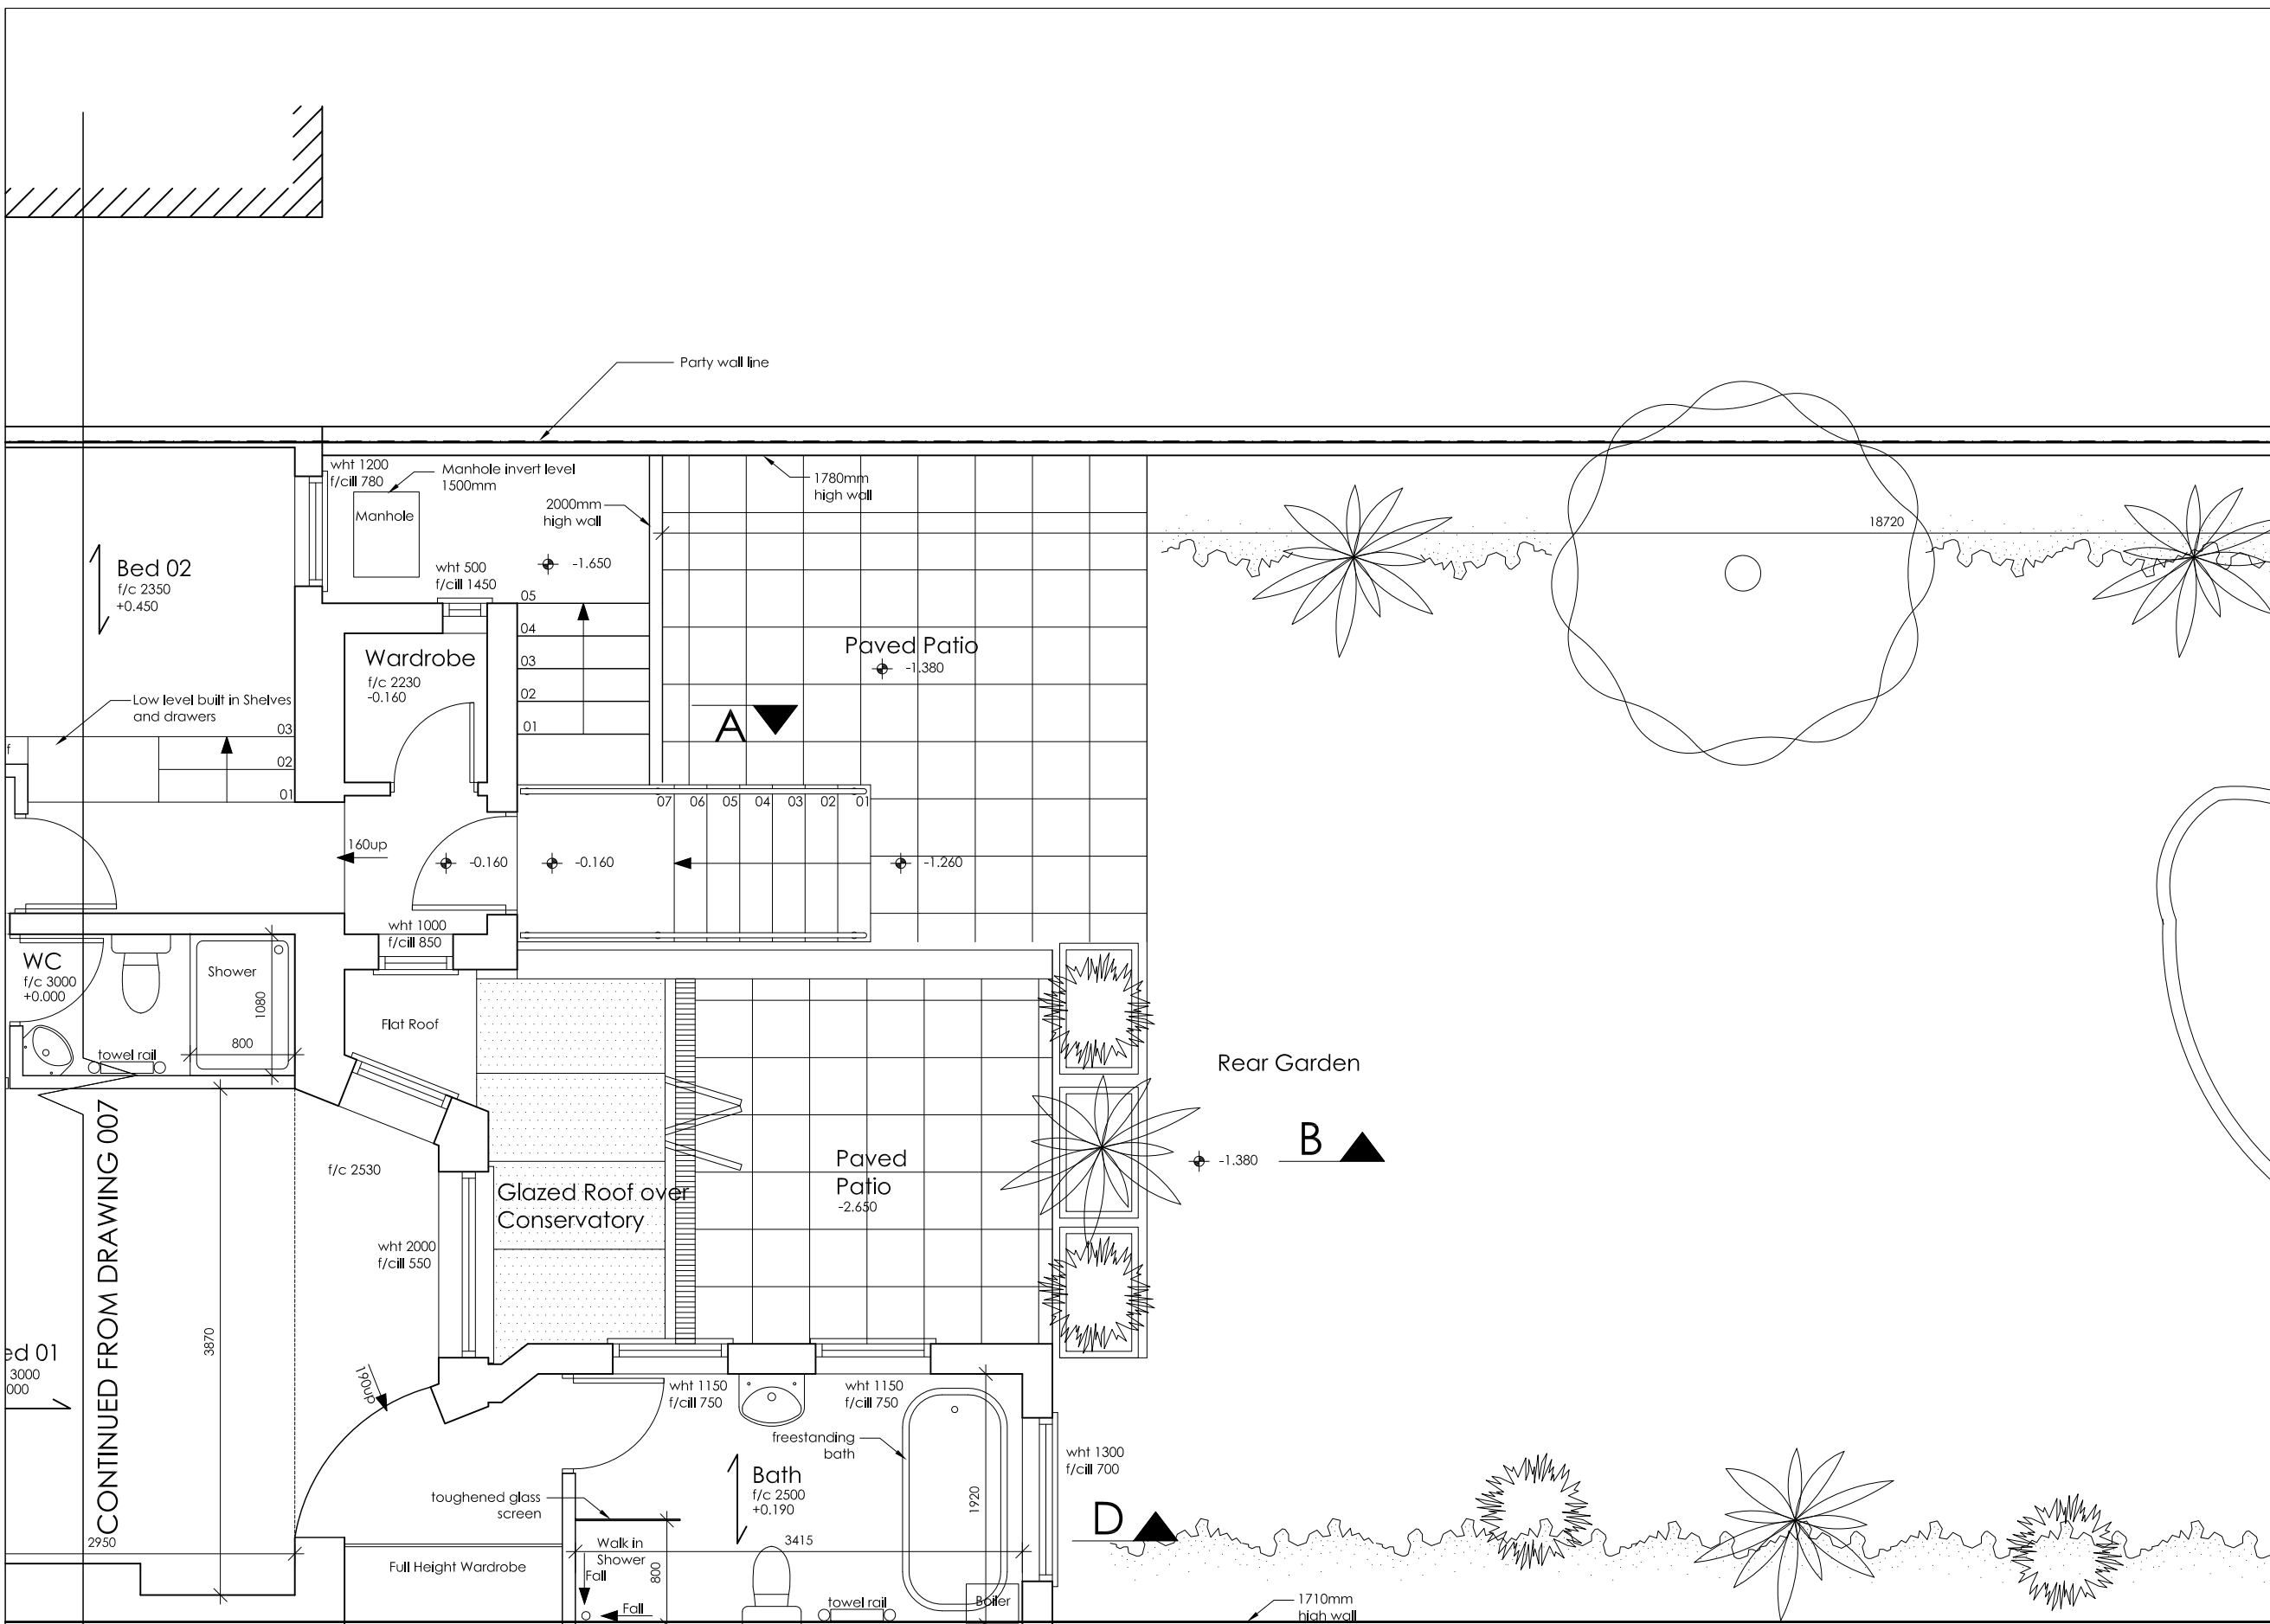 Party wall line
wht 1200
f/cill 780
Manhole invert level
1500mm
Manhole
2000mm
high wall
1780mm
high wall
18720
-1.650
wht 500
f/cill 1450
Bed 02
f/c 2350
+0.450
05
04
03
02
01
Wardrobe
f/c 2230
-0.160
Paved Patio
-1.380
Low level built in Shelves
and drawers
A
03
02
01
f
07 06 05 04 03 02 01
160up
-0.160
-0.160
-1.260
wht 1000
f/cill 850
WC
f/c 3000
+0.000
Shower
1080
800
towel rail
Flat Roof
Rear Garden
B
-1.380
CONTINUED FROM DRAWING 007
f/c 2530
Paved
Patio
-2.650
Glazed Roof over
Conservatory
wht 2000
f/cill 550
3870
ed 01
3000
000
160up
wht 1150
f/cill 750
wht 1150
f/cill 750
freestanding
bath
wht 1300
f/cill 700
Bath
f/c 2500
+0.190
1920
toughened glass
screen
D
2950
Walk in
Shower
Fall
800
3415
Full Height Wardrobe
Fall
towel rail
Boiler
1710mm
high wall